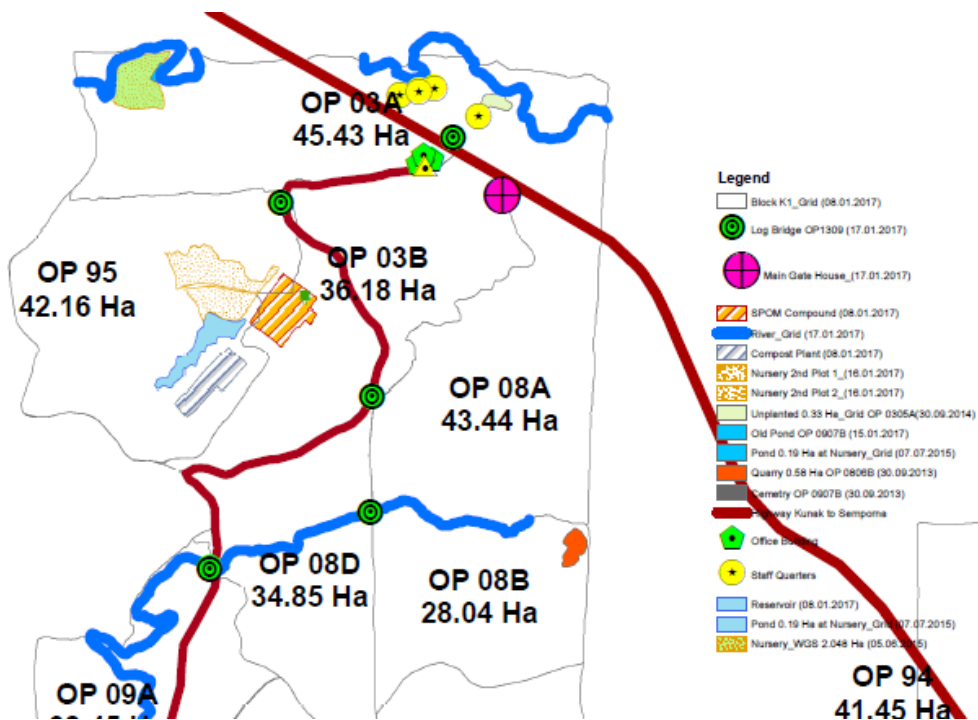 OP 03A
45.43 Ha
OP 95
42.16 Ha
OP 03B
36.18 Ha
OP 08A
43.44 Ha
OP 08D
34.85 Ha
OP 08B
28.04 Ha
OP 09A
OP 94
41.45 Ha
Legend
Block K1_Grid (08.01.2017)
Log Bridge OP1309 (17.01.2017)
Main Gate House_(17.01.2017)
SPOM Compound (08.01.2017)
River_Grid (17.01.2017)
Compost Plant (08.01.2017)
Nursery 2nd Plot 1_(16.01.2017)
Nursery 2nd Plot 2_(16.01.2017)
Unplanted 0.33 Ha_Grid OP 0305A(30.09.2014)
Old Pond OP 0907B (15.01.2017)
Pond 0.19 Ha at Nursery_Grid (07.07.2015)
Quarry 0.58 Ha OP 0806B (30.09.2013)
Cemetry OP 0907B (30.09.2013)
Highway Kunak to Semporna
Office Building
Staff Quarters
Reservoir (08.01.2017)
Pond 0.19 Ha at Nursery_Grid (07.07.2015)
Nursery_WGS 2.048 Ha (05.06.2015)